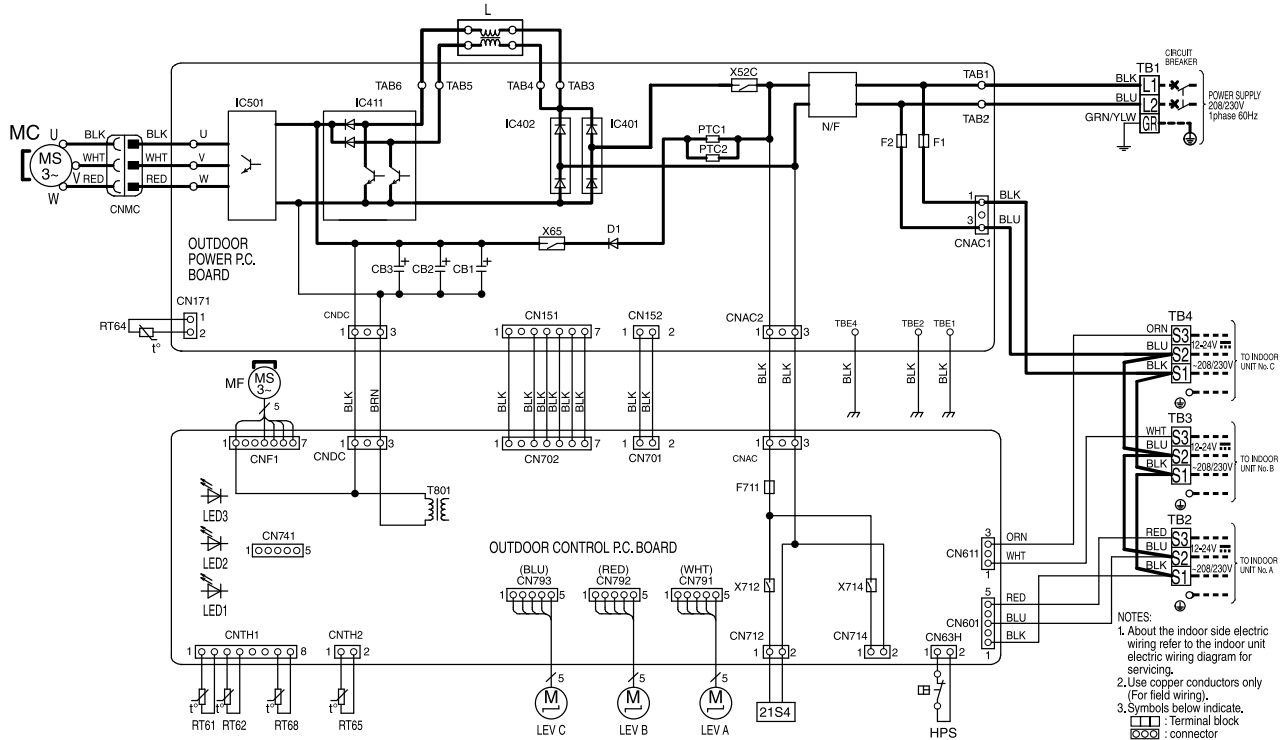 L
TAB6
TAB5
TAB4
TAB3
X52C
TAB1
TAB2
BLK
BLU
GRN/YLW
TB1
L1
L2
GR
CIRCUIT
BREAKER
POWER SUPPLY
208/230V
1phase 60Hz
IC501
IC411
IC402
IC401
PTC1
PTC2
N/F
F2
F1
MC
U
V
W
MS
3~
BLK
WHT
RED
CNMC
BLK
WHT
RED
U
V
W
1
3
CNAC1
BLK
BLU
OUTDOOR
POWER P.C.
BOARD
X65
D1
CB3
+
CB2
+
CB1
+
CN171
1
2
RT64
t°
CNDC
1
3
CN151
1
7
CN152
1
2
CNAC2
1
3
TBE4
TBE2
TBE1
BLK
BLK
BLK
TB4
ORN
S3
12-24V
BLU
S2
BLK
S1
~208/230V
TO INDOOR
UNIT No. C
MF
MS
3~
5
BLK
BRN
BLK
BLK
BLK
BLK
BLK
BLK
BLK
BLK
BLK
BLK
TB3
WHT
S3
12-24V
BLU
S2
BLK
S1
~208/230V
TO INDOOR
UNIT No.B
1
7
CNF1
1
3
CNDC
1
7
CN702
1
2
CN701
1
3
CNAC
F711
T801
LED3
LED2
LED1
CN741
1
5
OUTDOOR CONTROL P.C. BOARD
TB2
RED
S3
12-24V
BLU
S2
BLK
S1
~208/230V
TO INDOOR
UNIT No. A
3
CN611
1
ORN
WHT
5
CN601
1
RED
BLU
BLK
(BLU)
CN793
1
5
(RED)
CN792
1
5
(WHT)
CN791
1
5
X712
X714
CN712
1
2
CN714
1
2
CN63H
1
2
CNTH1
1
8
CNTH2
1
2
t°
t°
t°
t°
RT61
RT62
RT68
RT65
5
M
LEV C
5
M
LEV B
5
M
LEV A
21S4
HPS
NOTES:
1. About the indoor side electric
wiring refer to the indoor unit
electric wiring diagram for
servicing.
2. Use copper conductors only
(For field wiring).
3. Symbols below indicate.
: Terminal block
: connector